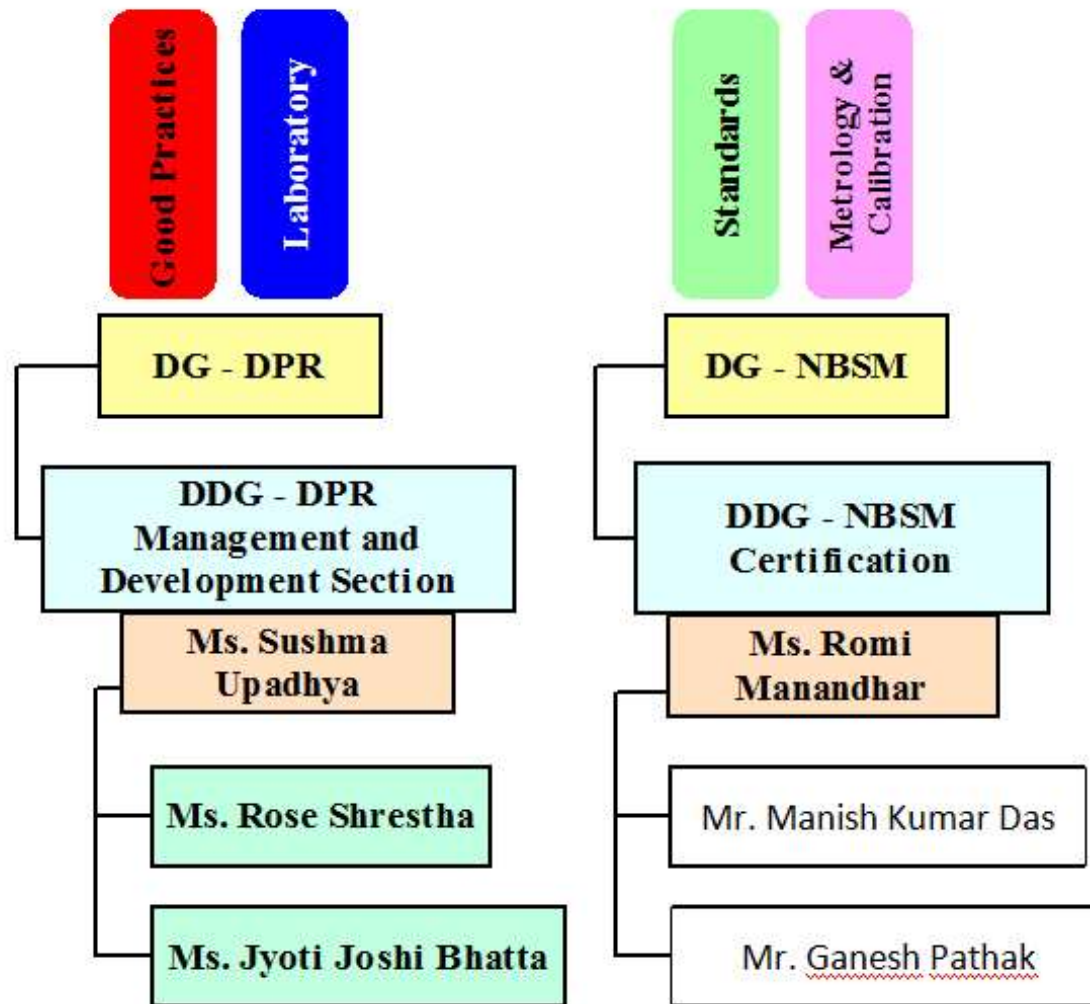 Good Practices
Laboratory
Standards
Metrology &
Calibration
DG - DPR
DDG - DPR
Management and
Development Section
Ms. Sushma
Upadhya
Ms. Rose Shrestha
Ms. Jyoti Joshi Bhatta
DG - NBSM
DDG - NBSM
Certification
Ms. Romi
Manandhar
Mr. Manish Kumar Das
Mr. Ganesh Pathak